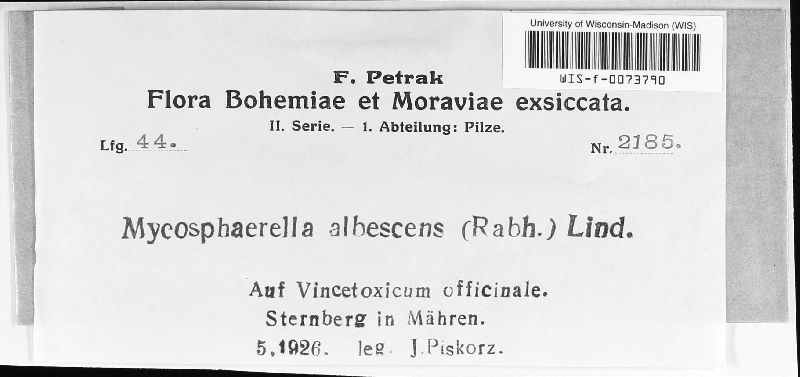 University of Wisconsin-Madison (WIS)
WIS-f-0073790
F. Petrak
Flora Bohemiae et Moraviae exsiccata.
II. Serie. — 1. Abteilung: Pilze.
Lfg. 44.
Nr. 2185.
Mycosphaerella albescens (Rabh.) Lind.
Auf Vincetoxicum officinale.
Sternberg in Mähren.
5.1926. leg. J.Piskorz.